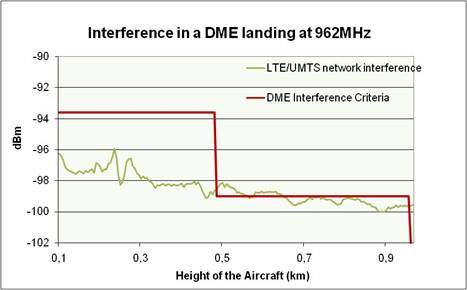 Interference in a DME landing at 962MHz
-90
LTE/UMTS network interference
-92
DME Interference Criteria
-94
dBm
-96
-98
-100
-102
0,1 0,3 0,5 0,7 0,9
Height of the Aircraft (km)